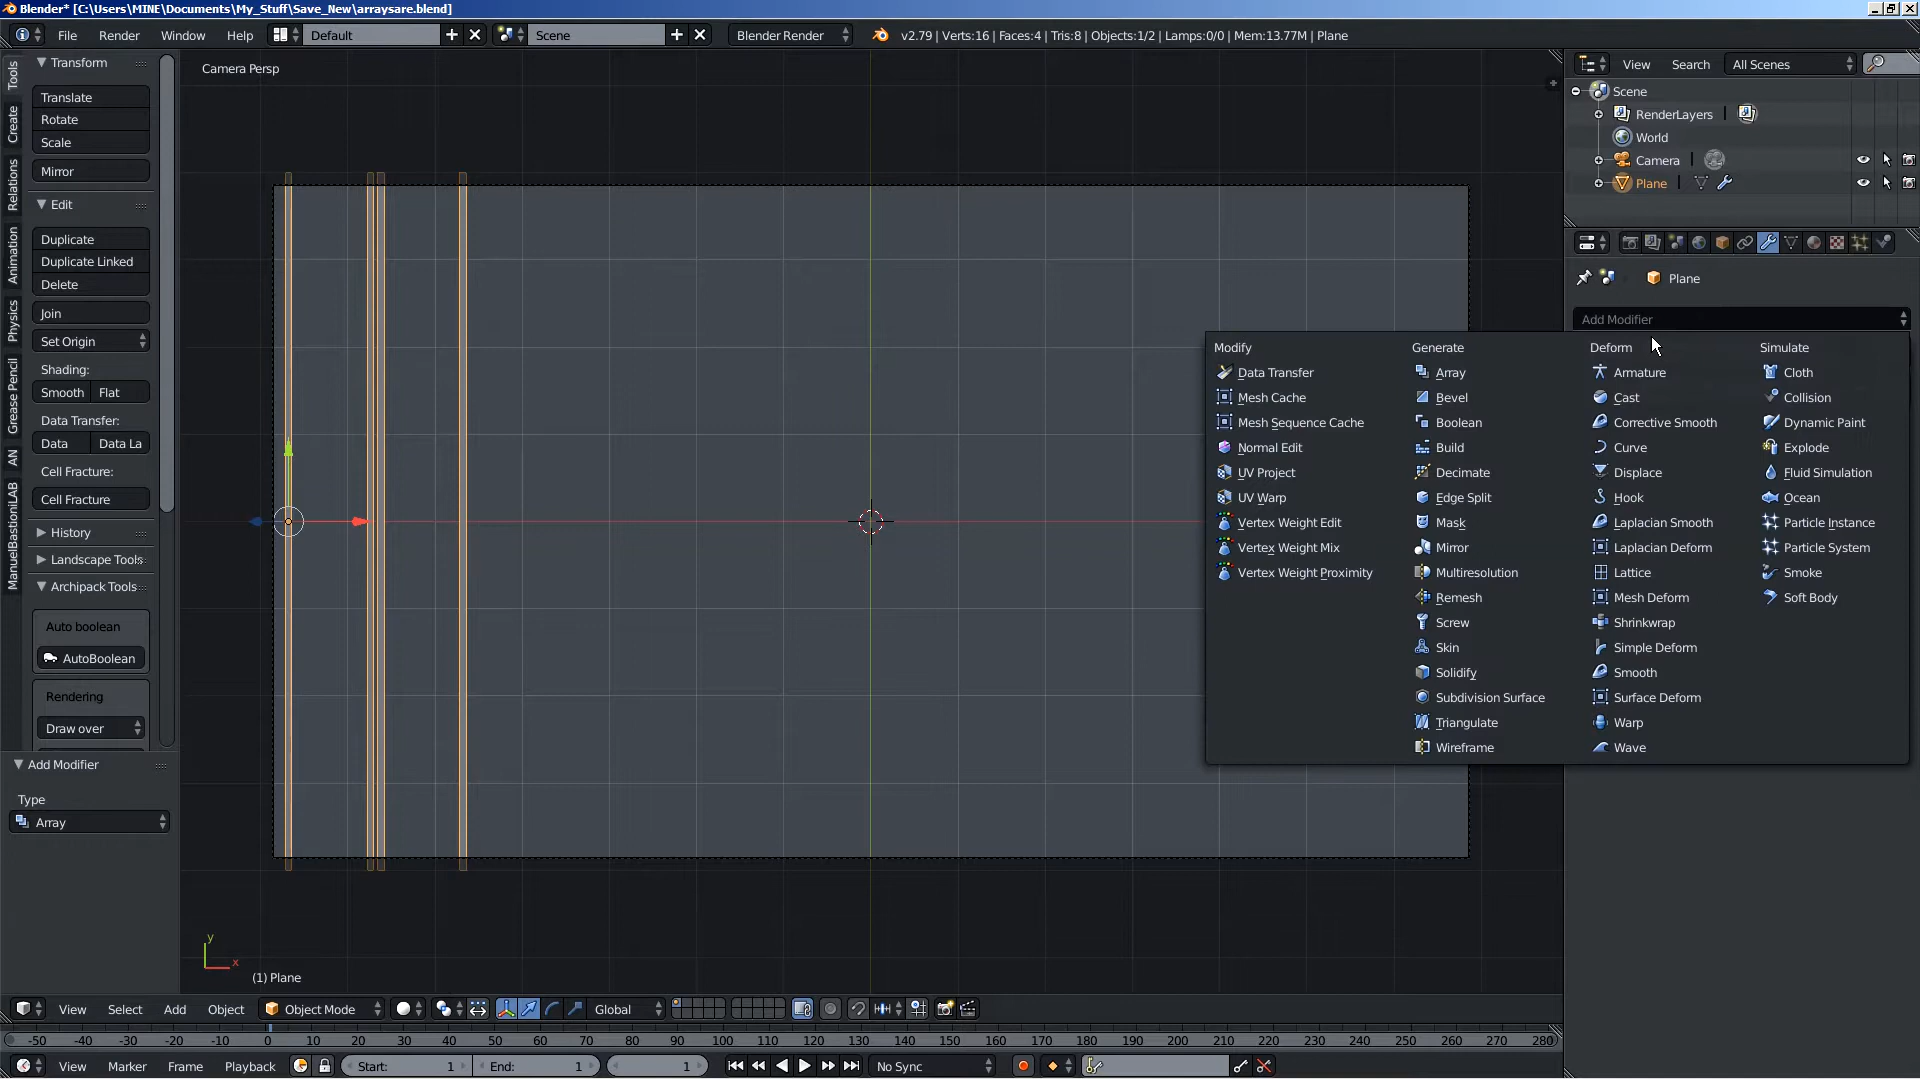 Blender* [C:\Users\MINE\Documents\My_Stuff\Save_New\arraysare.blend]
File Render Window Help Default Scene Blender Render v2.79 | Verts:16 | Faces:4 | Tris:8 | Objects:1/2 | Lamps:0/0 | Mem:13.77M | Plane
Tools
Create
Relations
Animation
Physics
Grease Pencil
AN
ManuelBastioniLAB
Transform
Translate
Rotate
Scale
Mirror
Edit
Duplicate
Duplicate Linked
Delete
Join
Set Origin
Shading:
Smooth Flat
Data Transfer:
Data Data La
Cell Fracture:
Cell Fracture
History
Landscape Tools
Archipack Tools
Auto boolean
AutoBoolean
Rendering
Draw over
Add Modifier
Type
Array
Camera Persp
y
x
(1) Plane
View Search All Scenes
Scene
RenderLayers
World
Camera
Plane
Plane
Add Modifier
Modify
Data Transfer
Mesh Cache
Mesh Sequence Cache
Normal Edit
UV Project
UV Warp
Vertex Weight Edit
Vertex Weight Mix
Vertex Weight Proximity
Generate
Array
Bevel
Boolean
Build
Decimate
Edge Split
Mask
Mirror
Multiresolution
Remesh
Screw
Skin
Solidify
Subdivision Surface
Triangulate
Wireframe
Deform
Armature
Cast
Corrective Smooth
Curve
Displace
Hook
Laplacian Smooth
Laplacian Deform
Lattice
Mesh Deform
Shrinkwrap
Simple Deform
Smooth
Surface Deform
Warp
Wave
Simulate
Cloth
Collision
Dynamic Paint
Explode
Fluid Simulation
Ocean
Particle Instance
Particle System
Smoke
Soft Body
View Select Add Object Object Mode Global
-50 -40 -30 -20 -10 0 10 20 30 40 50 60 70 80 90 100 110 120 130 140 150 160 170 180 190 200 210 220 230 240 250 260 270 280
View Marker Frame Playback Start: 1 End: 1 1 No Sync